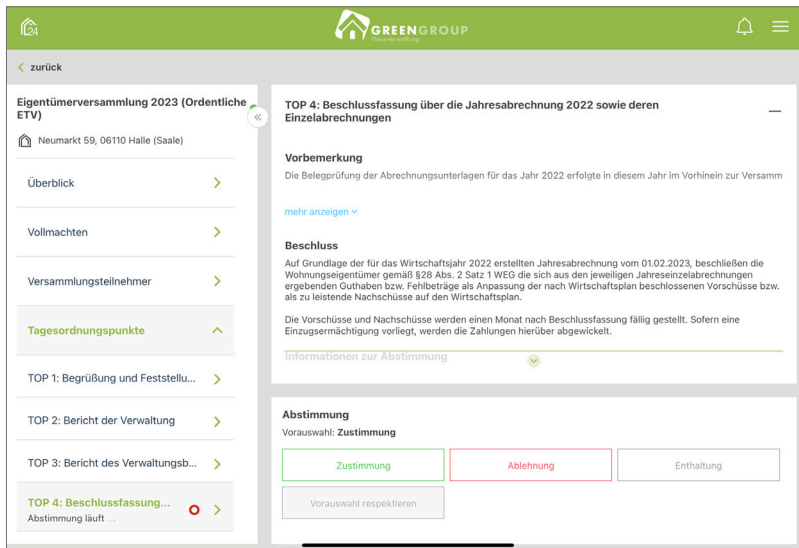 24
GREENGROUP
Hausverwaltung
zurück
Eigentümerversammlung 2023 (Ordentliche
ETV)
Neumarkt 59, 06110 Halle (Saale)
Überblick
Vollmachten
Versammlungsteilnehmer
Tagesordnungspunkte
TOP 1: Begrüßung und Feststellu...
TOP 2: Bericht der Verwaltung
TOP 3: Bericht des Verwaltungsb...
TOP 4: Beschlussfassung...
Abstimmung läuft ...
TOP 4: Beschlussfassung über die Jahresabrechnung 2022 sowie deren
Einzelabrechnungen
Vorbemerkung
Die Belegprüfung der Abrechnungsunterlagen für das Jahr 2022 erfolgte in diesem Jahr im Vorhinein zur Versamm
mehr anzeigen
Beschluss
Auf Grundlage der für das Wirtschaftsjahr 2022 erstellten Jahresabrechnung vom 01.02.2023, beschließen die
Wohnungseigentümer gemäß §28 Abs. 2 Satz 1 WEG die sich aus den jeweiligen Jahreseinzelabrechnungen
ergebenden Guthaben bzw. Fehlbeträge als Anpassung der nach Wirtschaftsplan beschlossenen Vorschüsse bzw.
als zu leistende Nachschüsse auf den Wirtschaftsplan.
Die Vorschüsse und Nachschüsse werden einen Monat nach Beschlussfassung fällig gestellt. Sofern eine
Einzugsermächtigung vorliegt, werden die Zahlungen hierüber abgewickelt.
Informationen zur Abstimmung
Abstimmung
Vorauswahl: Zustimmung
Zustimmung
Ablehnung
Enthaltung
Vorauswahl respektieren